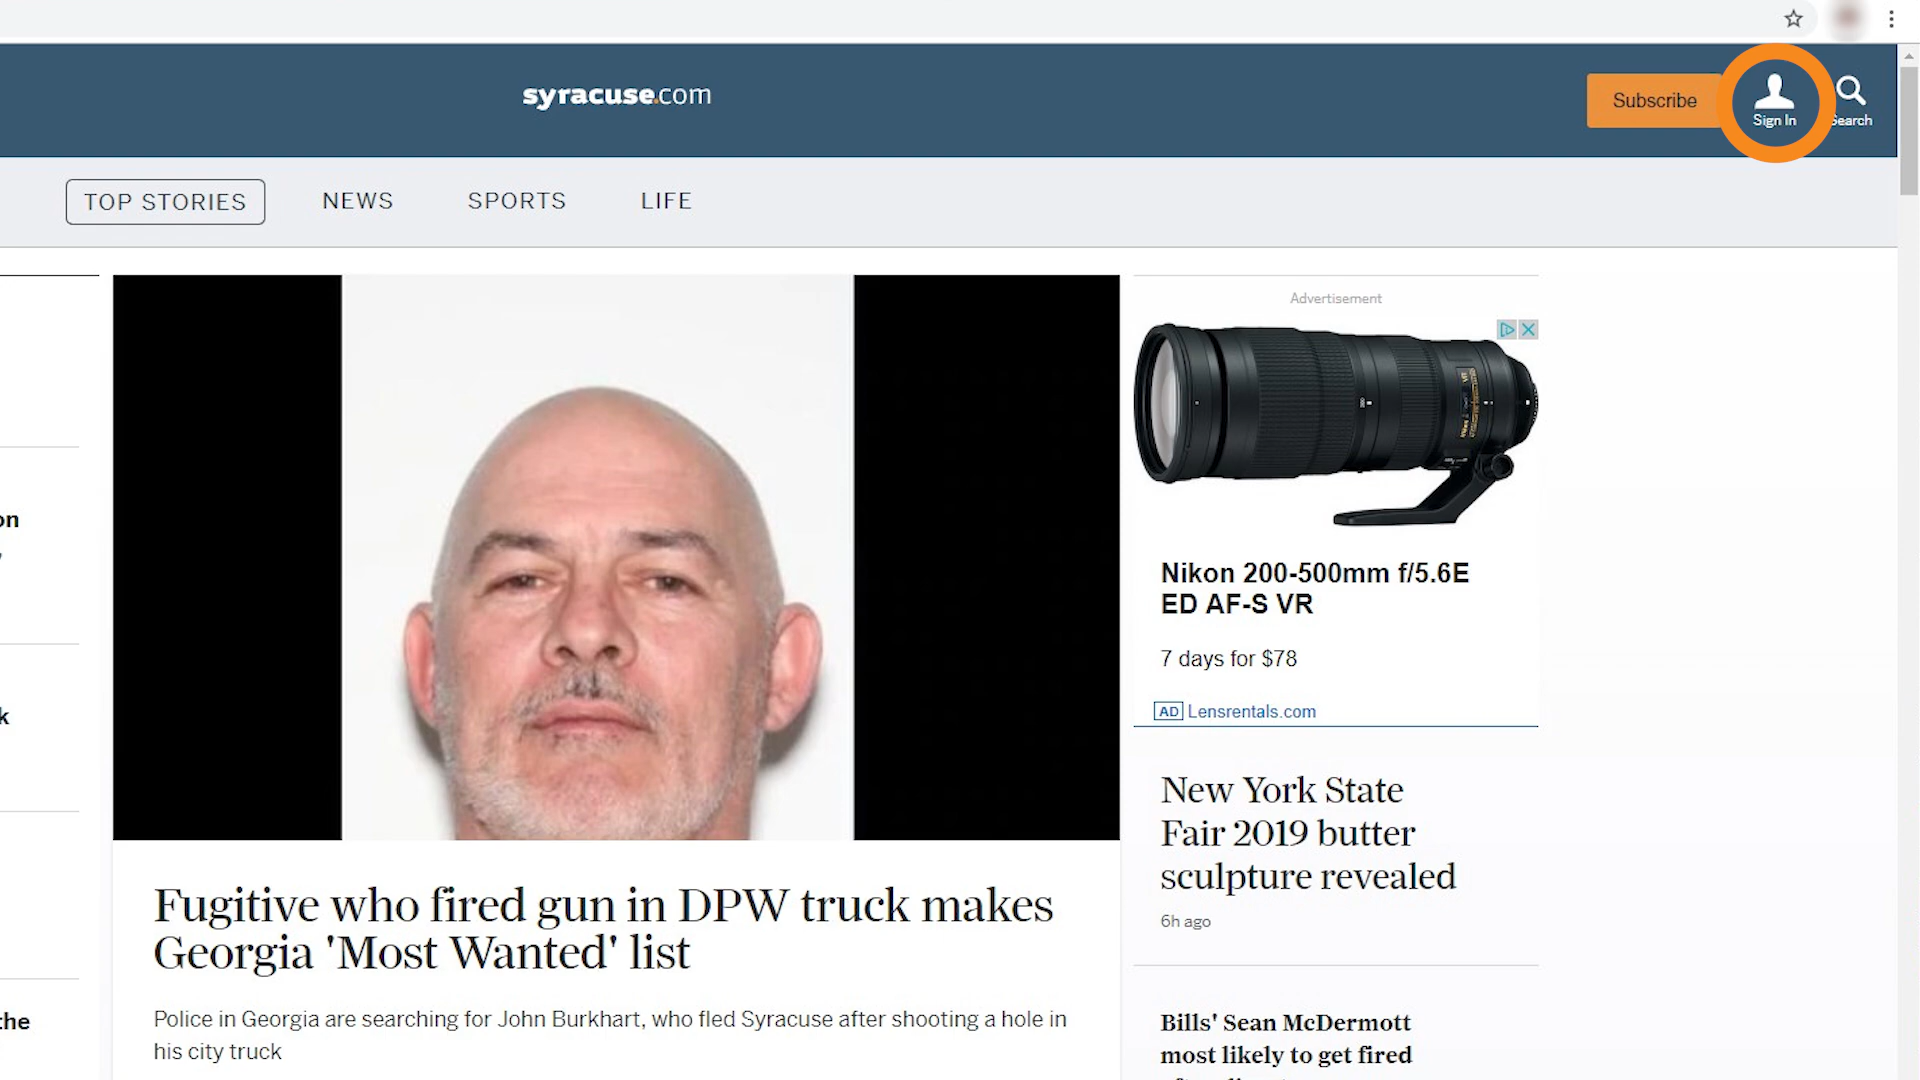 syracuse.com
Subscribe
Sign In
Search
TOP STORIES
NEWS
SPORTS
LIFE
on
k
the
Fugitive who fired gun in DPW truck makes
Georgia 'Most Wanted' list
Police in Georgia are searching for John Burkhart, who fled Syracuse after shooting a hole in
his city truck
Advertisement
Nikon 200-500mm f/5.6E
ED AF-S VR
7 days for $78
AD Lensrentals.com
New York State
Fair 2019 butter
sculpture revealed
6h ago
Bills' Sean McDermott
most likely to get fired